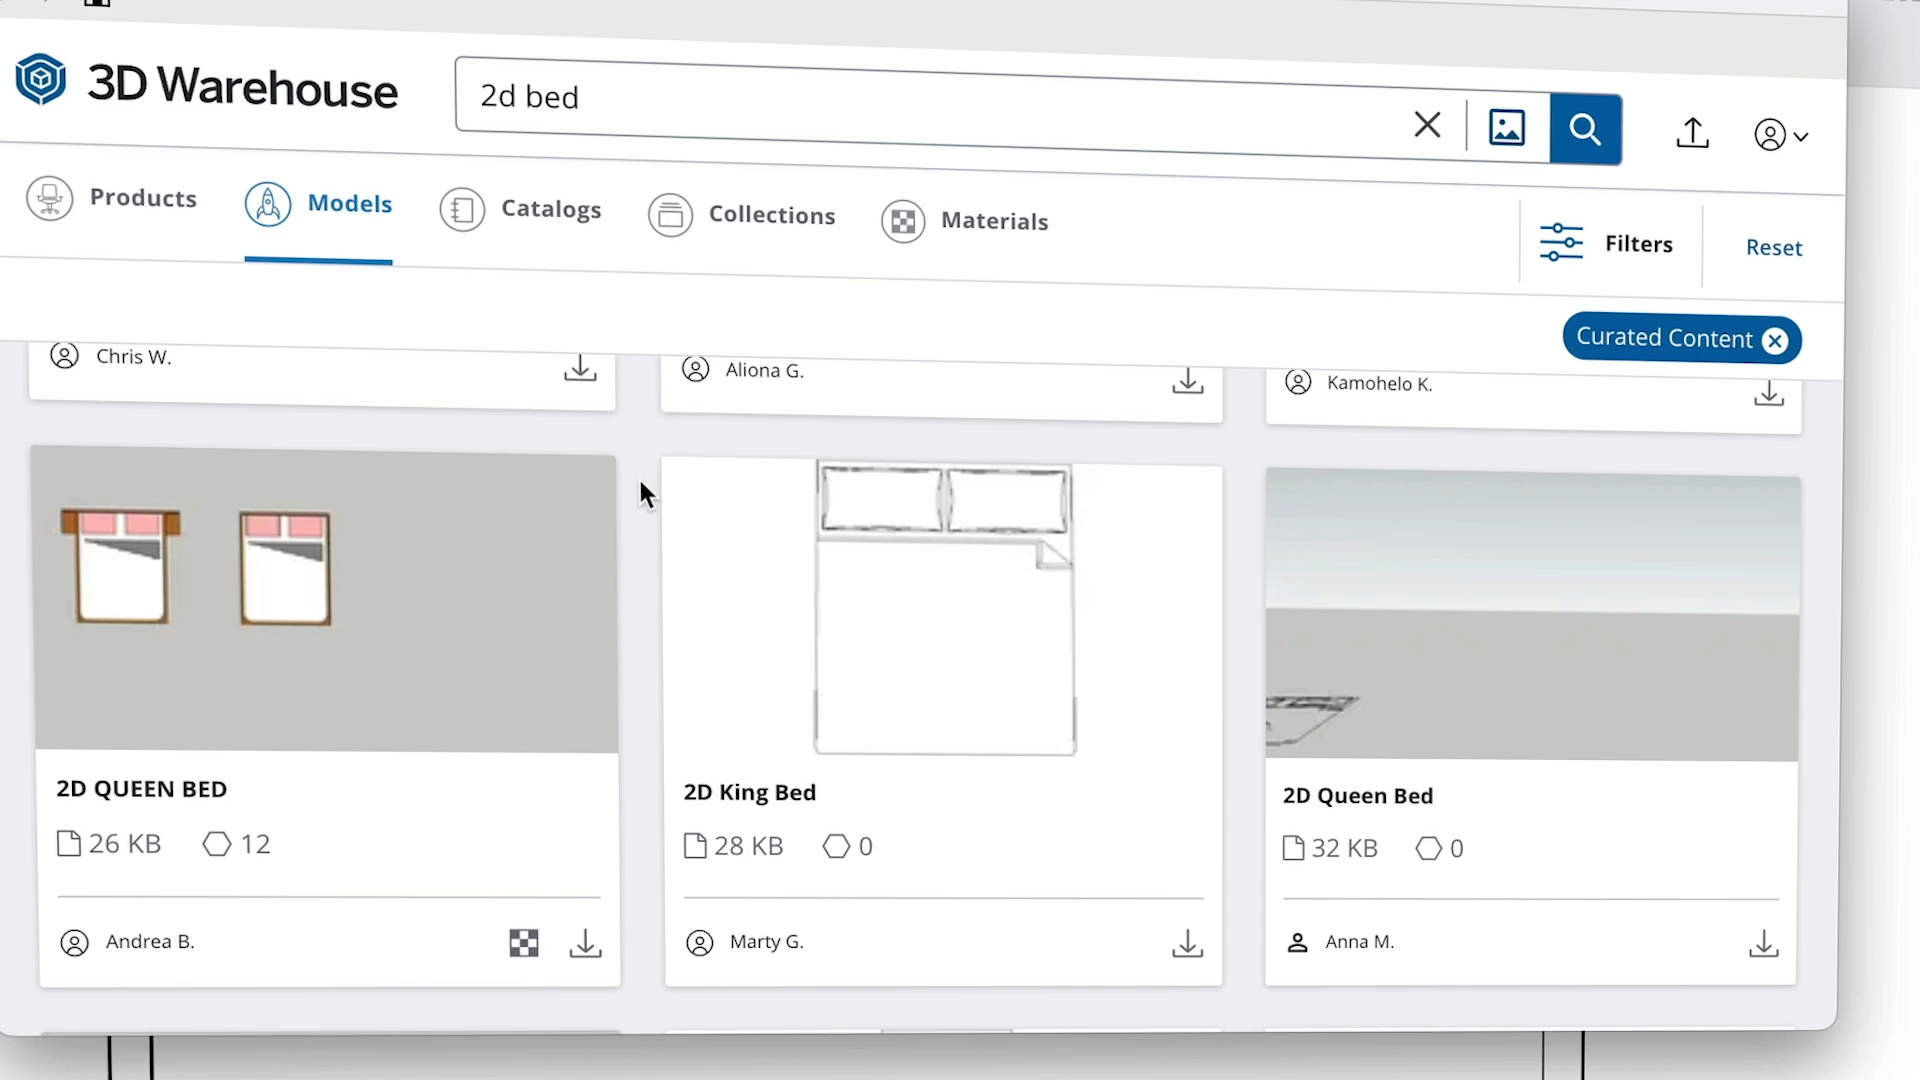 3D Warehouse
2d bed
Products
Models
Catalogs
Collections
Materials
Filters
Reset
Curated Content
Chris W.
Aliona G.
Kamohelo K.
2D QUEEN BED
26 KB
12
Andrea B.
2D King Bed
28 KB
0
Marty G.
2D Queen Bed
32 KB
0
Anna M.